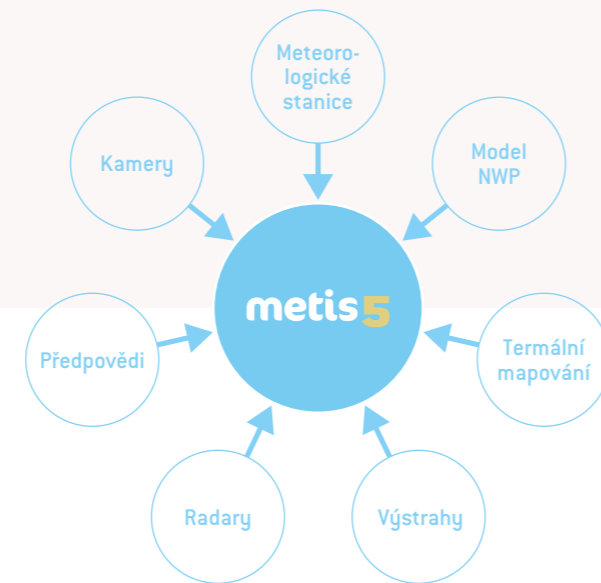 Meteoro-
logické
stanice
Kamery
Model
NWP
metis5
Předpovědi
Termální
mapování
Radary
Výstrahy